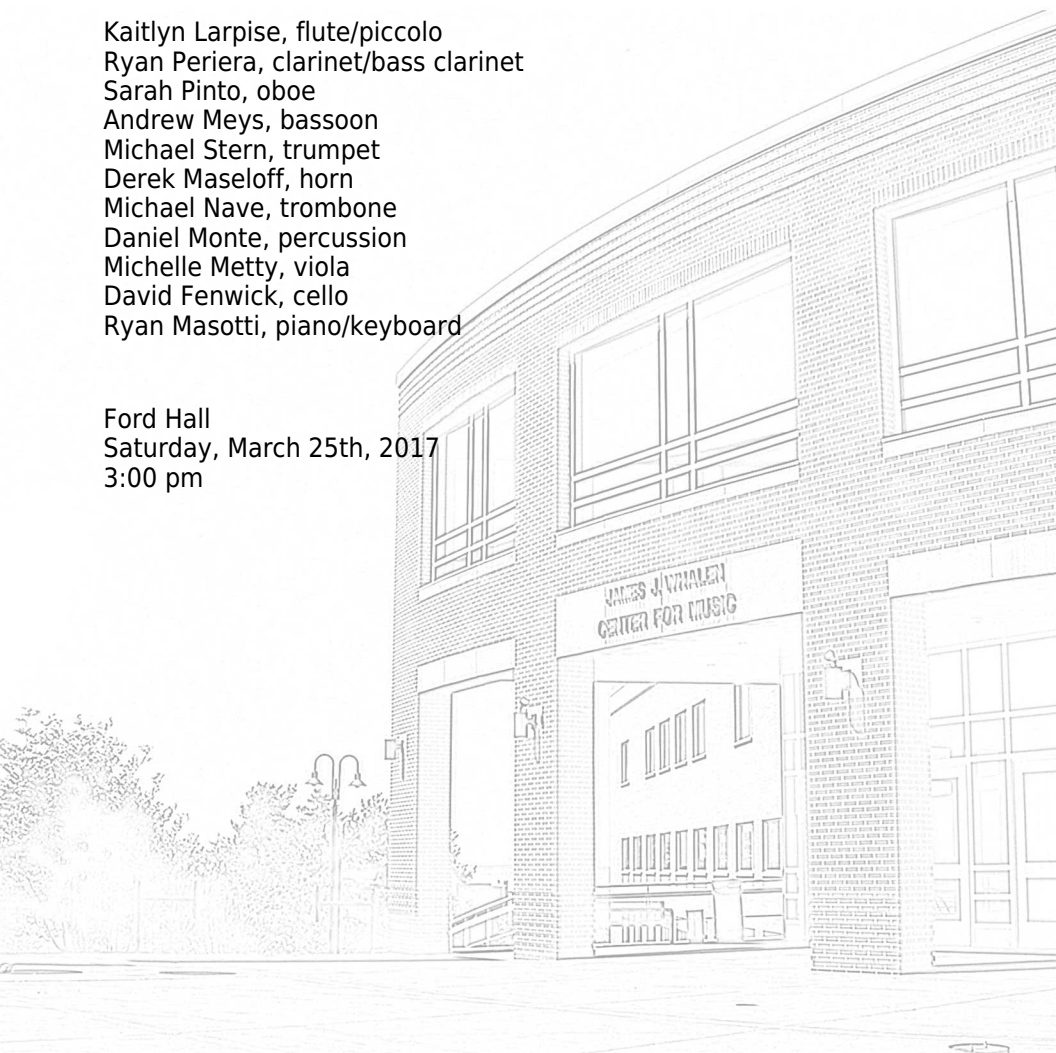 Kaitlyn Larpise, flute/piccolo
Ryan Periera, clarinet/bass clarinet
Sarah Pinto, oboe
Andrew Meys, bassoon
Michael Stern, trumpet
Derek Maseloff, horn
Michael Nave, trombone
Daniel Monte, percussion
Michelle Metty, viola
David Fenwick, cello
Ryan Masotti, piano/keyboard
Ford Hall
Saturday, March 25th, 2017
3:00 pm
JAMES J. WHALEN
CENTER FOR MUSIC